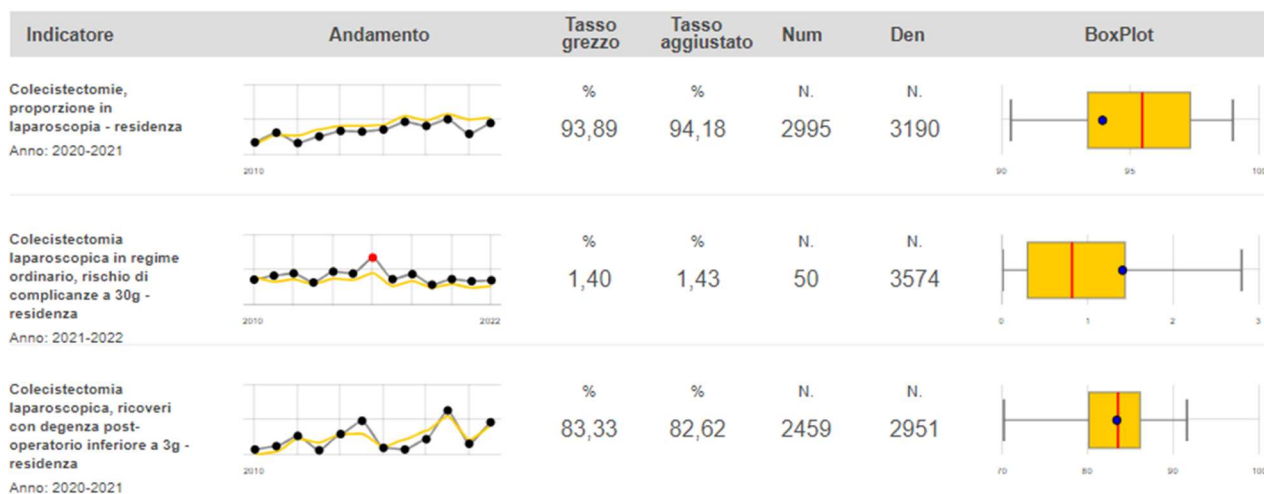 Indicatore Andamento Tasso grezzo Tasso aggiustato Num Den BoxPlot
Colecistectomie,
proporzione in
laparoscopia - residenza
Anno: 2020-2021
2010
% % N. N.
93,89 94,18 2995 3190
90 95 100
Colecistectomia
laparoscopica in regime
ordinario, rischio di
complicanze a 30g -
residenza
Anno: 2021-2022
2010 2022
% % N. N.
1,40 1,43 50 3574
0 1 2 3
Colecistectomia
laparoscopica, ricoveri
con degenza post-
operatorio inferiore a 3g -
residenza
Anno: 2020-2021
2010
% % N. N.
83,33 82,62 2459 2951
70 80 90 100